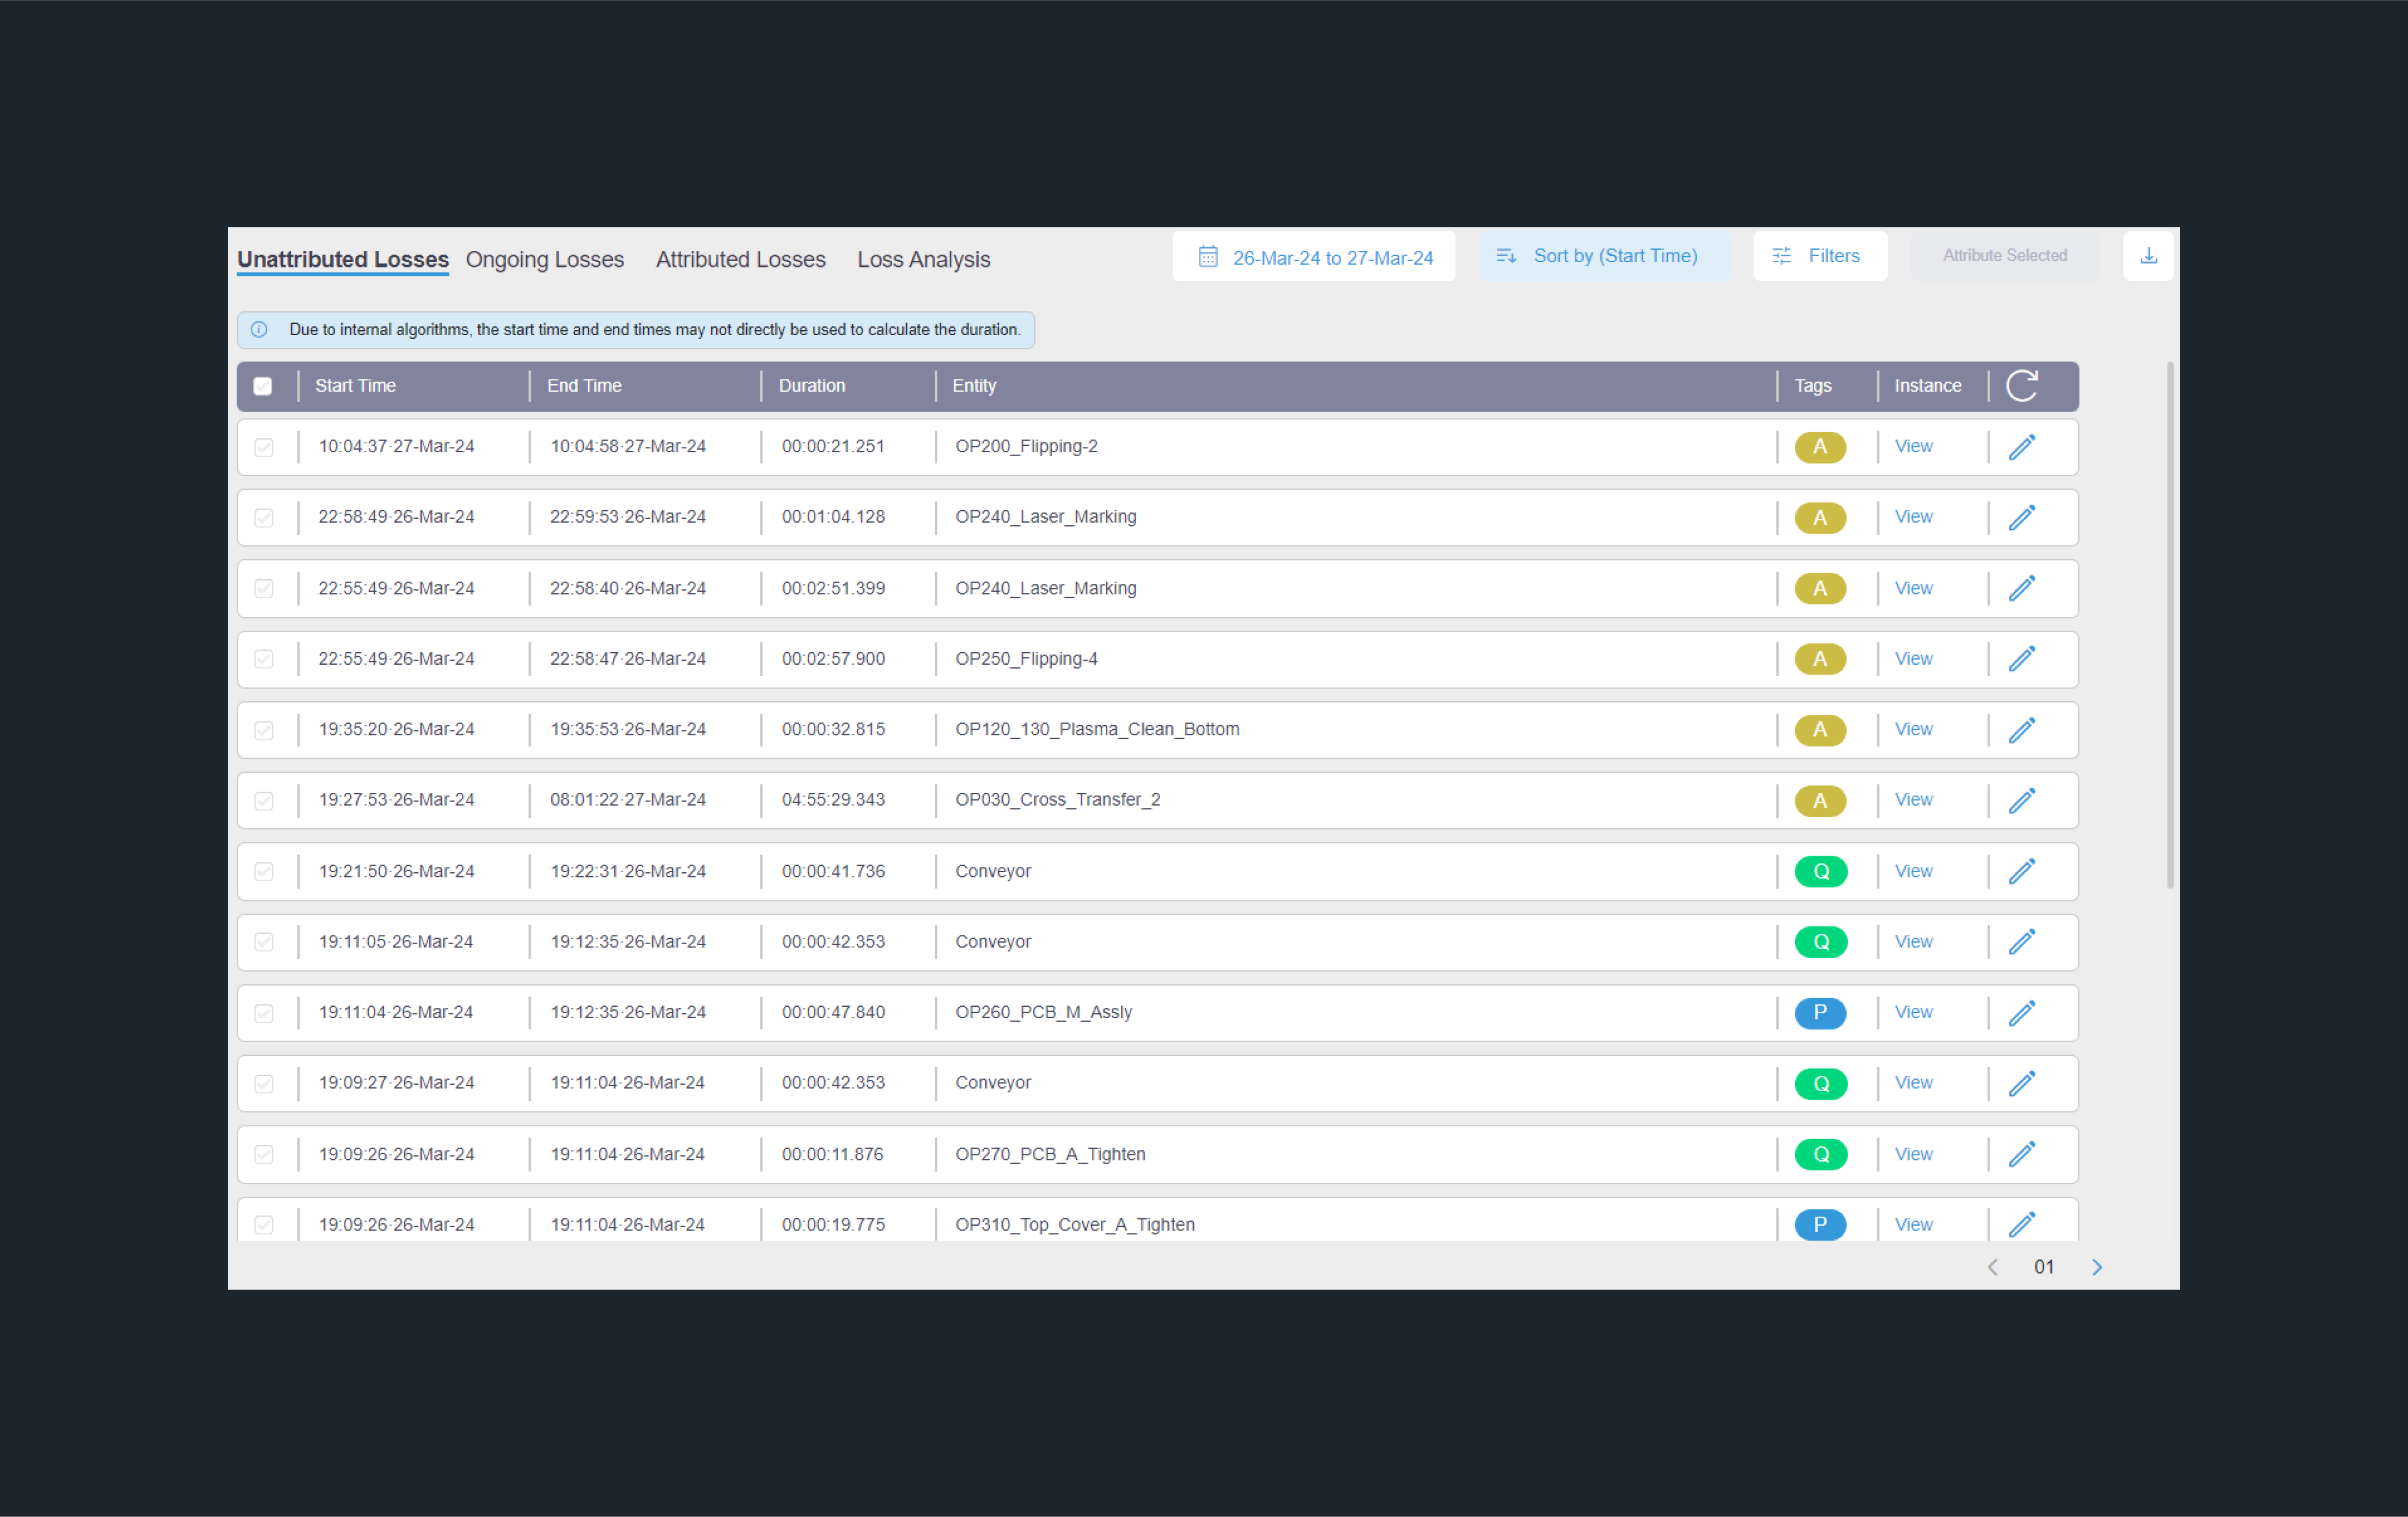 Unattributed Losses Ongoing Losses Attributed Losses Loss Analysis 26-Mar-24 to 27-Mar-24 Sort by (Start Time) Filters Attribute Selected
Due to internal algorithms, the start time and end times may not directly be used to calculate the duration.
Start Time End Time Duration Entity Tags Instance
10:04:37·27-Mar-24 10:04:58·27-Mar-24 00:00:21.251 OP200_Flipping-2 A View
22:58:49·26-Mar-24 22:59:53·26-Mar-24 00:01:04.128 OP240_Laser_Marking A View
22:55:49·26-Mar-24 22:58:40·26-Mar-24 00:02:51.399 OP240_Laser_Marking A View
22:55:49·26-Mar-24 22:58:47·26-Mar-24 00:02:57.900 OP250_Flipping-4 A View
19:35:20·26-Mar-24 19:35:53·26-Mar-24 00:00:32.815 OP120_130_Plasma_Clean_Bottom A View
19:27:53·26-Mar-24 08:01:22·27-Mar-24 04:55:29.343 OP030_Cross_Transfer_2 A View
19:21:50·26-Mar-24 19:22:31·26-Mar-24 00:00:41.736 Conveyor Q View
19:11:05·26-Mar-24 19:12:35·26-Mar-24 00:00:42.353 Conveyor Q View
19:11:04·26-Mar-24 19:12:35·26-Mar-24 00:00:47.840 OP260_PCB_M_Assly P View
19:09:27·26-Mar-24 19:11:04·26-Mar-24 00:00:42.353 Conveyor Q View
19:09:26·26-Mar-24 19:11:04·26-Mar-24 00:00:11.876 OP270_PCB_A_Tighten Q View
19:09:26·26-Mar-24 19:11:04·26-Mar-24 00:00:19.775 OP310_Top_Cover_A_Tighten P View
01